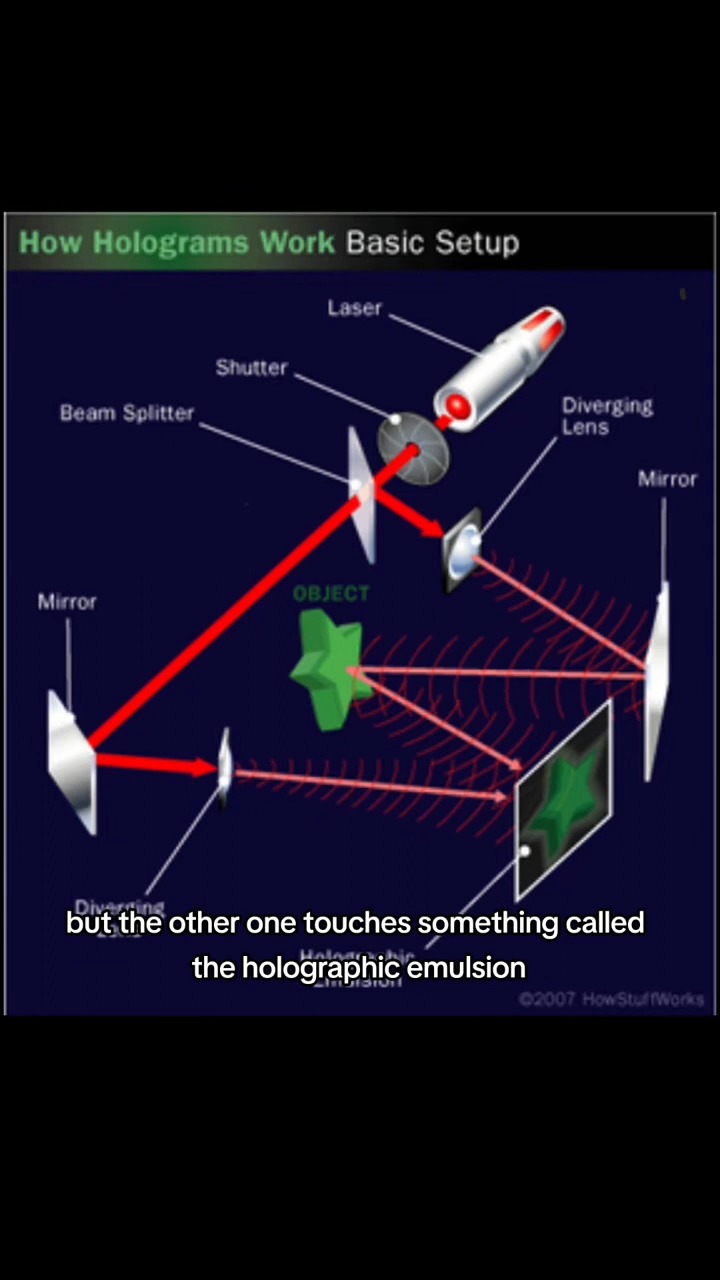 How Holograms Work Basic Setup
Laser
Shutter
Beam Splitter
Diverging
Lens
Mirror
OBJECT
Mirror
Diverging
but the other one touches something called
the holographic emulsion
©2007 HowStuffWorks